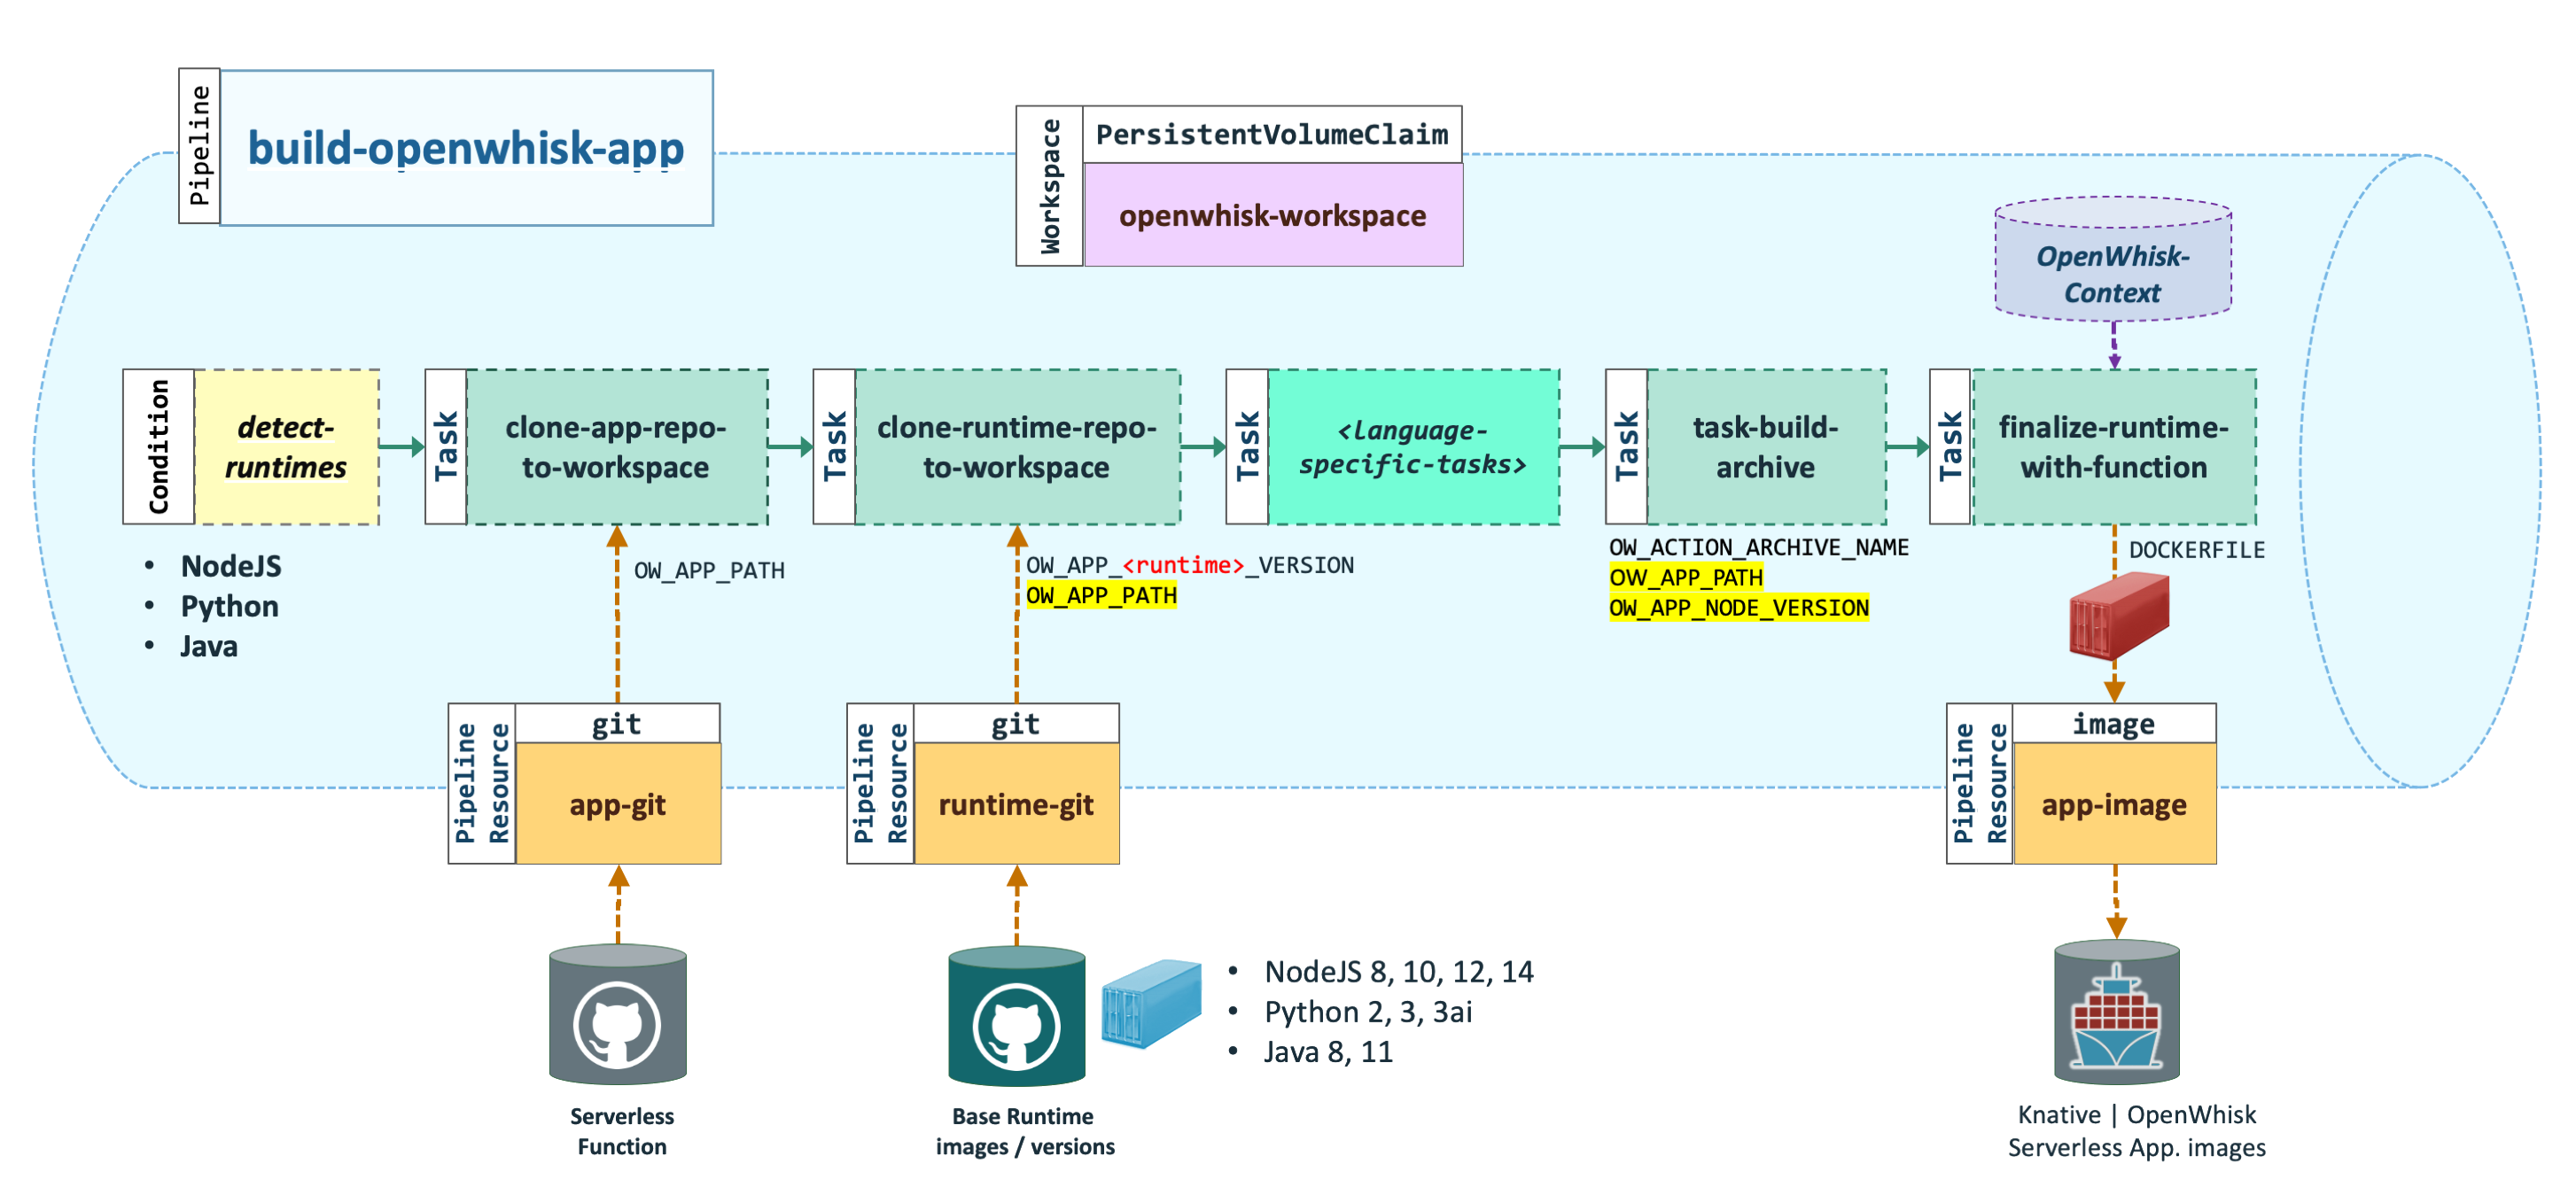 Pipeline
build-openwhisk-app
Workspace
PersistentVolumeClaim
openwhisk-workspace
OpenWhisk-
Context
Condition
detect-
runtimes
Task
clone-app-repo-
to-workspace
Task
clone-runtime-repo-
to-workspace
Task
<language-
specific-tasks>
Task
task-build-
archive
Task
finalize-runtime-
with-function
• NodeJS
• Python
• Java
OW_APP_PATH
OW_APP_<runtime>_VERSION
OW_APP_PATH
OW_ACTION_ARCHIVE_NAME
OW_APP_PATH
OW_APP_NODE_VERSION
DOCKERFILE
Pipeline
Resource
git
app-git
Pipeline
Resource
git
runtime-git
Pipeline
Resource
image
app-image
• NodeJS 8, 10, 12, 14
• Python 2, 3, 3ai
• Java 8, 11
Serverless
Function
Base Runtime
images / versions
Knative | OpenWhisk
Serverless App. images